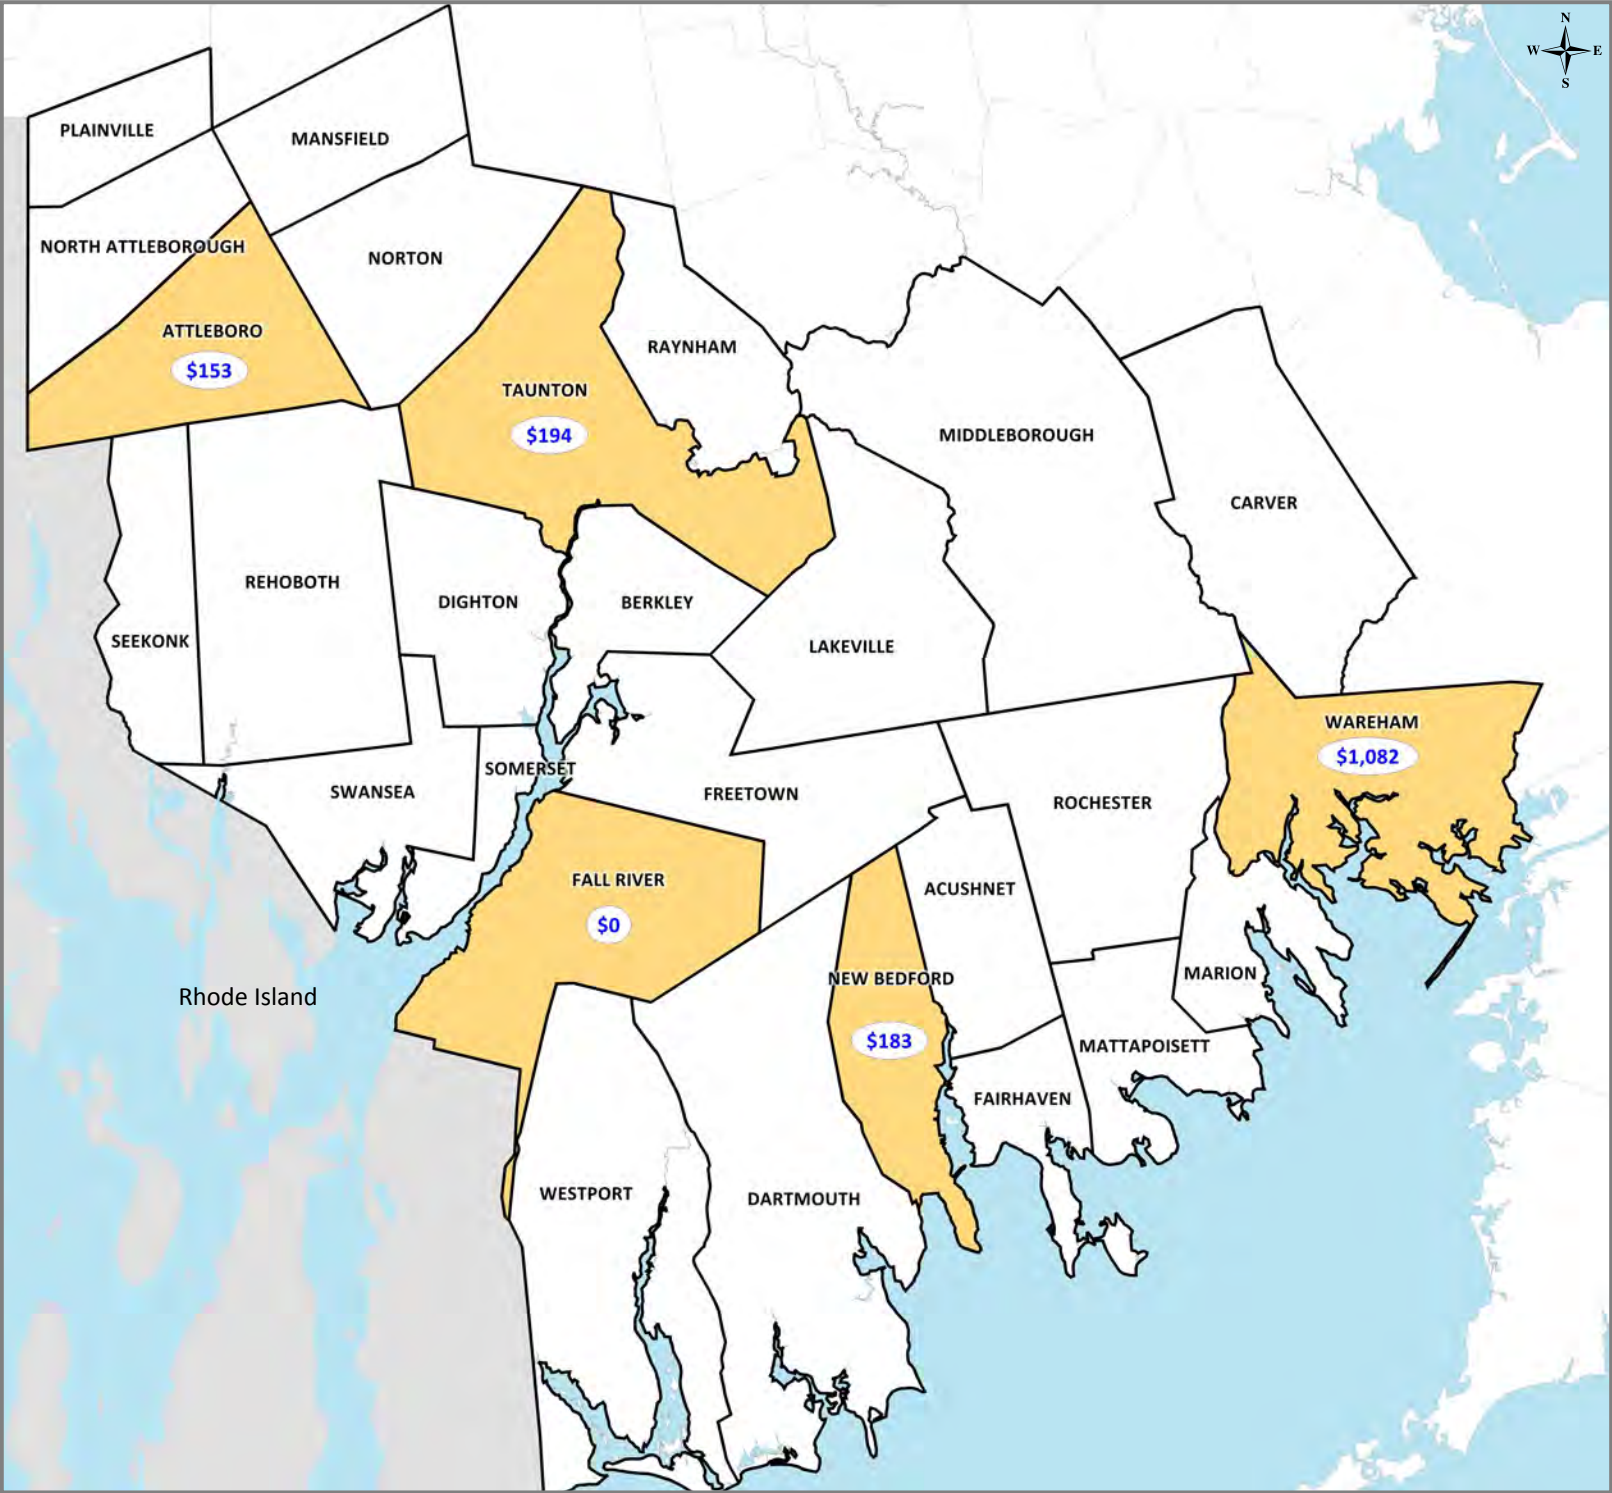 N
W E
S
PLAINVILLE
MANSFIELD
NORTH ATTLEBOROUGH
NORTON
ATTLEBORO
$153
RAYNHAM
TAUNTON
$194
MIDDLEBOROUGH
CARVER
REHOBOTH
DIGHTON
BERKLEY
SEEKONK
LAKEVILLE
WAREHAM
$1,082
SOMERSET
SWANSEA
FREETOWN
ROCHESTER
FALL RIVER
$0
ACUSHNET
NEW BEDFORD
$183
MARION
Rhode Island
MATTAPOISETT
FAIRHAVEN
WESTPORT
DARTMOUTH